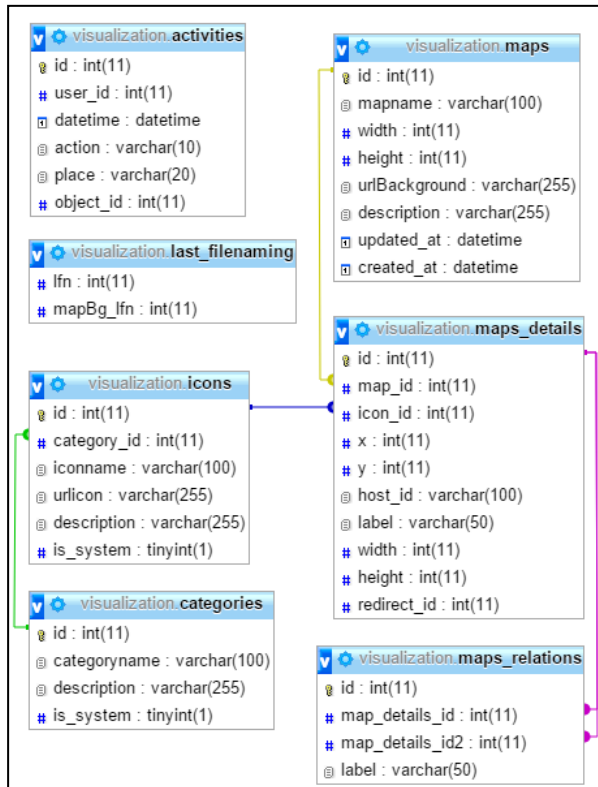 visualization.activities
id : int(11)
user_id : int(11)
datetime : datetime
action : varchar(10)
place : varchar(20)
object_id : int(11)
visualization.last_filenaming
lfn : int(11)
mapBg_lfn : int(11)
visualization.icons
id : int(11)
category_id : int(11)
iconname : varchar(100)
urlicon : varchar(255)
description : varchar(255)
is_system : tinyint(1)
visualization.categories
id : int(11)
categoryname : varchar(100)
description : varchar(255)
is_system : tinyint(1)
visualization.maps
id : int(11)
mapname : varchar(100)
width : int(11)
height : int(11)
urlBackground : varchar(255)
description : varchar(255)
updated_at : datetime
created_at : datetime
visualization.maps_details
id : int(11)
map_id : int(11)
icon_id : int(11)
x : int(11)
y : int(11)
host_id : varchar(100)
label : varchar(50)
width : int(11)
height : int(11)
redirect_id : int(11)
visualization.maps_relations
id : int(11)
map_details_id : int(11)
map_details_id2 : int(11)
label : varchar(50)